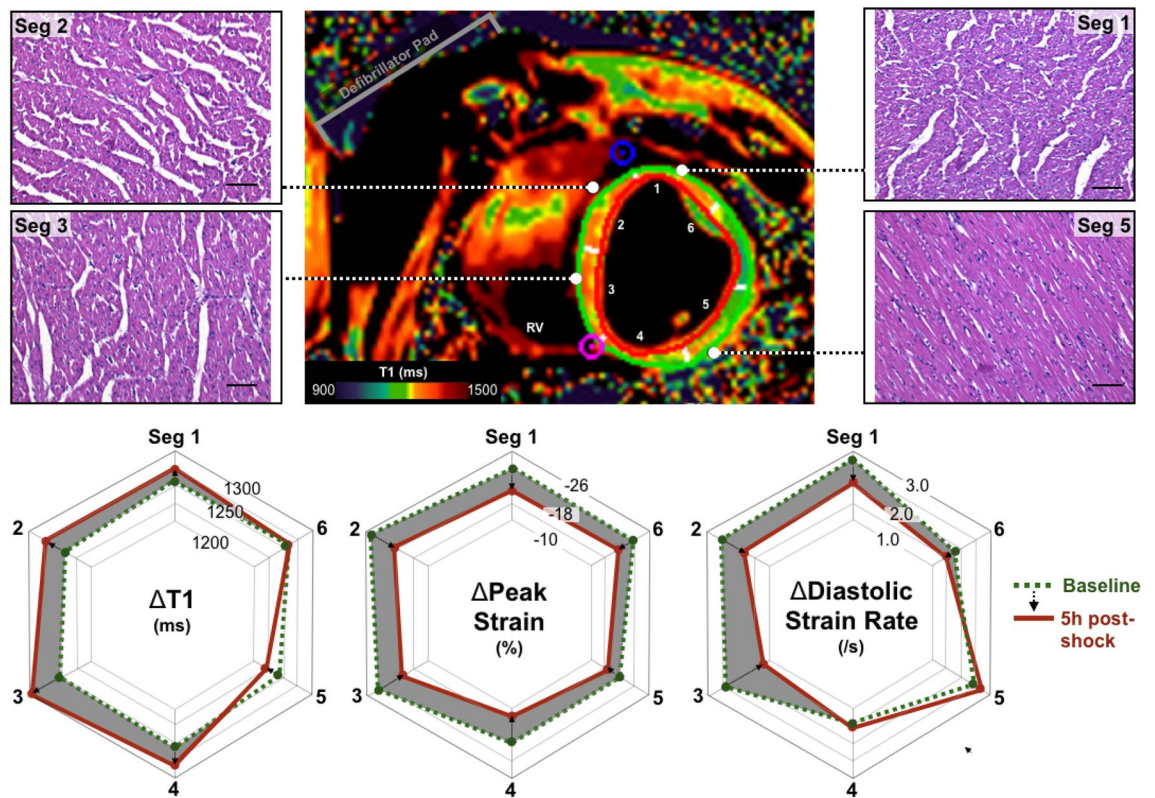 Seg 2
Defibrillator Pad
Seg 1
Seg 3
Seg 5
1
2
6
3
5
4
RV
T1 (ms)
900
1500
Seg 1
2
6
1300
1250
1200
ΔT1
(ms)
3
5
4
Seg 1
2
6
-26
-18
-10
ΔPeak
Strain
(%)
3
5
4
Seg 1
2
6
3.0
2.0
1.0
ΔDiastolic
Strain Rate
(/s)
3
5
4
Baseline
5h post-
shock